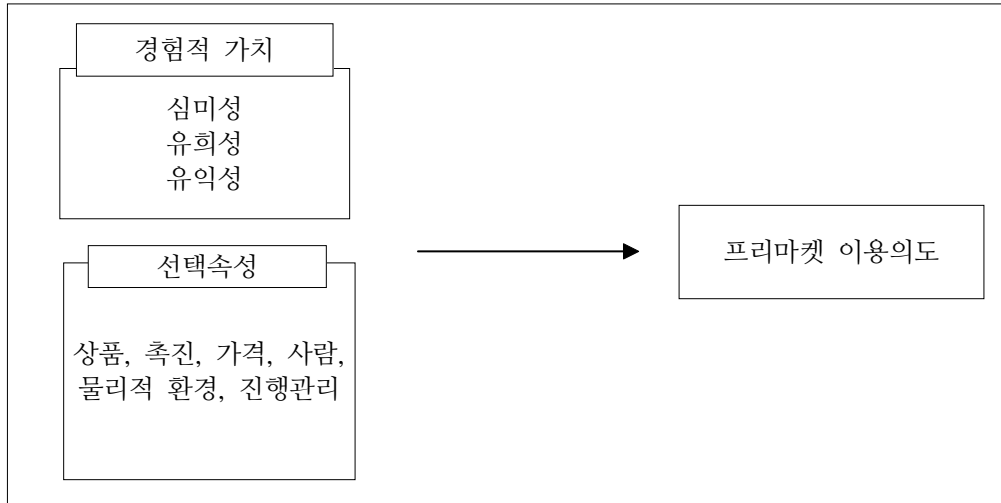 경험적 가치
심미성
유희성
유익성
선택속성
상품, 촉진, 가격, 사람,
물리적 환경, 진행관리
프리마켓 이용의도